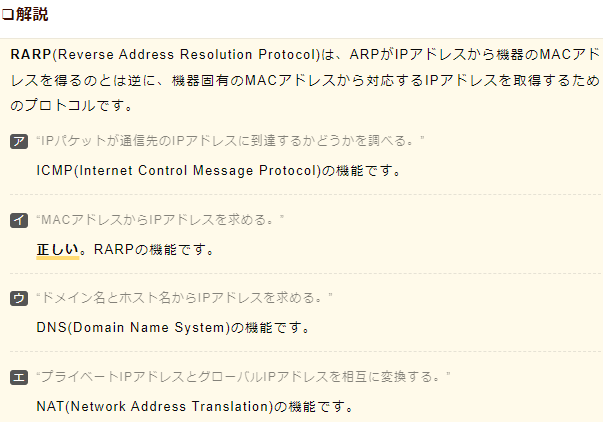 ❏解説
RARP(Reverse Address Resolution Protocol)は、ARPがIPアドレスから機器のMACアド
レスを得るのとは逆に、機器固有のMACアドレスから対応するIPアドレスを取得するため
のプロトコルです。
ア “IPパケットが通信先のIPアドレスに到達するかどうかを調べる。”
ICMP(Internet Control Message Protocol)の機能です。
イ “MACアドレスからIPアドレスを求める。”
正しい。RARPの機能です。
ウ “ドメイン名とホスト名からIPアドレスを求める。”
DNS(Domain Name System)の機能です。
エ “プライベートIPアドレスとグローバルIPアドレスを相互に変換する。”
NAT(Network Address Translation)の機能です。